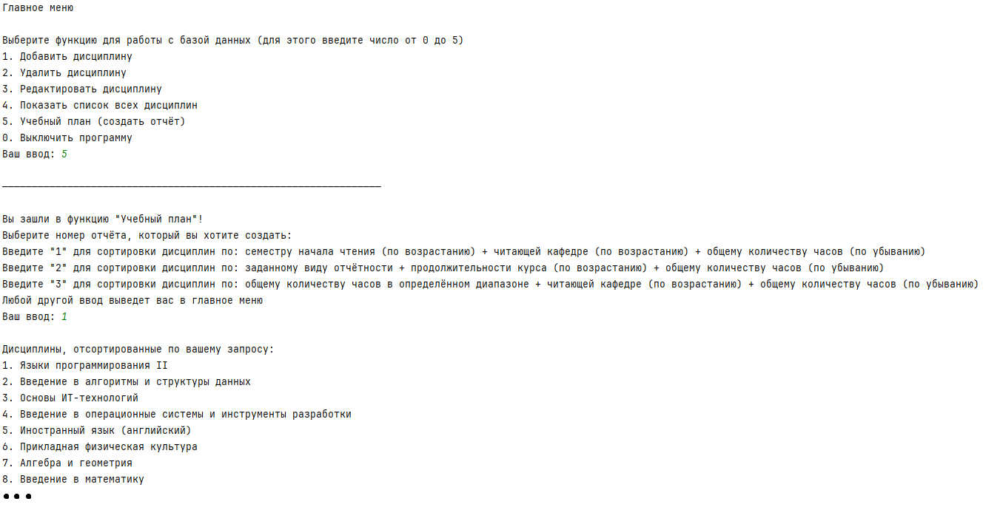 Главное меню
Выберите функцию для работы с базой данных (для этого введите число от 0 до 5)
1. Добавить дисциплину
2. Удалить дисциплину
3. Редактировать дисциплину
4. Показать список всех дисциплин
5. Учебный план (создать отчёт)
0. Выключить программу
Ваш ввод: 5
________________________________________________________________
Вы зашли в функцию "Учебный план"!
Выберите номер отчёта, который вы хотите создать:
Введите "1" для сортировки дисциплин по: семестру начала чтения (по возрастанию) + читающей кафедре (по возрастанию) + общему количеству часов (по убыванию)
Введите "2" для сортировки дисциплин по: заданному виду отчётности + продолжительности курса (по возрастанию) + общему количеству часов (по убыванию)
Введите "3" для сортировки дисциплин по: общему количеству часов в определённом диапазоне + читающей кафедре (по возрастанию) + общему количеству часов (по убыванию)
Любой другой ввод выведет вас в главное меню
Ваш ввод: 1
Дисциплины, отсортированные по вашему запросу:
1. Языки программирования II
2. Введение в алгоритмы и структуры данных
3. Основы ИТ-технологий
4. Введение в операционные системы и инструменты разработки
5. Иностранный язык (английский)
6. Прикладная физическая культура
7. Алгебра и геометрия
8. Введение в математику
•••